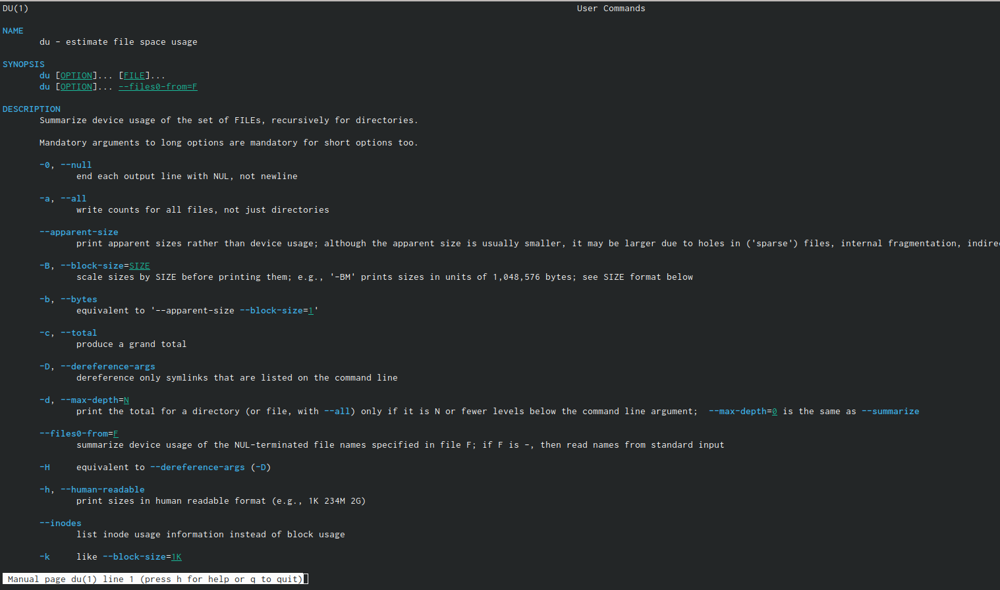 DU(1) User Commands
NAME
du - estimate file space usage
SYNOPSIS
du [OPTION]... [FILE]...
du [OPTION]... --files0-from=F
DESCRIPTION
Summarize device usage of the set of FILEs, recursively for directories.
Mandatory arguments to long options are mandatory for short options too.
-0, --null
end each output line with NUL, not newline
-a, --all
write counts for all files, not just directories
--apparent-size
print apparent sizes rather than device usage; although the apparent size is usually smaller, it may be larger due to holes in ('sparse') files, internal fragmentation,
-B, --block-size=SIZE
scale sizes by SIZE before printing them; e.g., '-BM' prints sizes in units of 1,048,576 bytes; see SIZE format below
-b, --bytes
equivalent to '--apparent-size --block-size=1'
-c, --total
produce a grand total
-D, --dereference-args
dereference only symlinks that are listed on the command line
-d, --max-depth=N
print the total for a directory (or file, with --all) only if it is N or fewer levels below the command line argument;  --max-depth=0 is the same as --summarize
--files0-from=F
summarize device usage of the NUL-terminated file names specified in file F; if F is -, then read names from standard input
-H equivalent to --dereference-args (-D)
-h, --human-readable
print sizes in human readable format (e.g., 1K 234M 2G)
--inodes
list inode usage information instead of block usage
-k like --block-size=1K
Manual page du(1) line 1 (press h for help or q to quit)